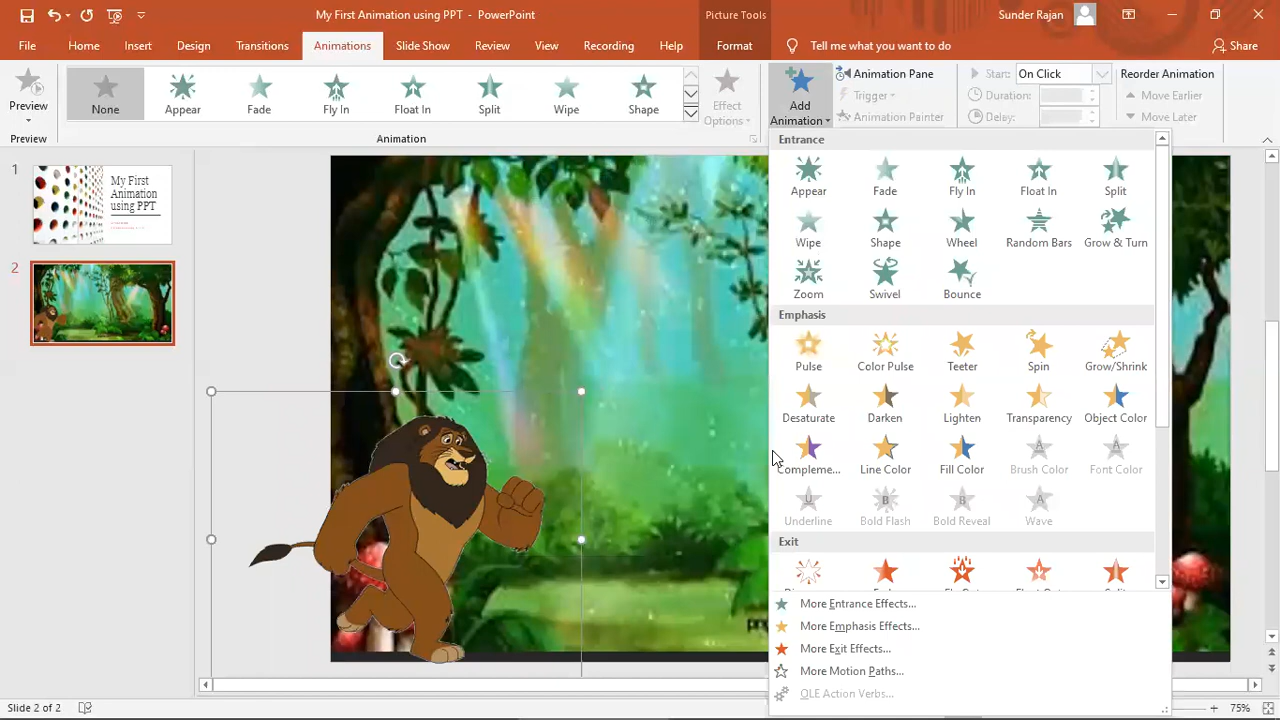 My First Animation using PPT - PowerPoint
Picture Tools
Sunder Rajan
File Home Insert Design Transitions Animations Slide Show Review View Recording Help Format Tell me what you want to do Share
Preview
Preview
None Appear Fade Fly In Float In Split Wipe Shape
Animation
Effect
Options
Add
Animation
Animation Pane
Trigger
Animation Painter
Start: On Click
Duration:
Delay:
Reorder Animation
Move Earlier
Move Later
1
My First
Animation
using PPT
2
Entrance
Appear Fade Fly In Float In Split
Wipe Shape Wheel Random Bars Grow & Turn
Zoom Swivel Bounce
Emphasis
Pulse Color Pulse Teeter Spin Grow/Shrink
Desaturate Darken Lighten Transparency Object Color
Compleme... Line Color Fill Color Brush Color Font Color
Underline Bold Flash Bold Reveal Wave
Exit
More Entrance Effects...
More Emphasis Effects...
More Exit Effects...
More Motion Paths...
OLE Action Verbs...
Slide 2 of 2
75%